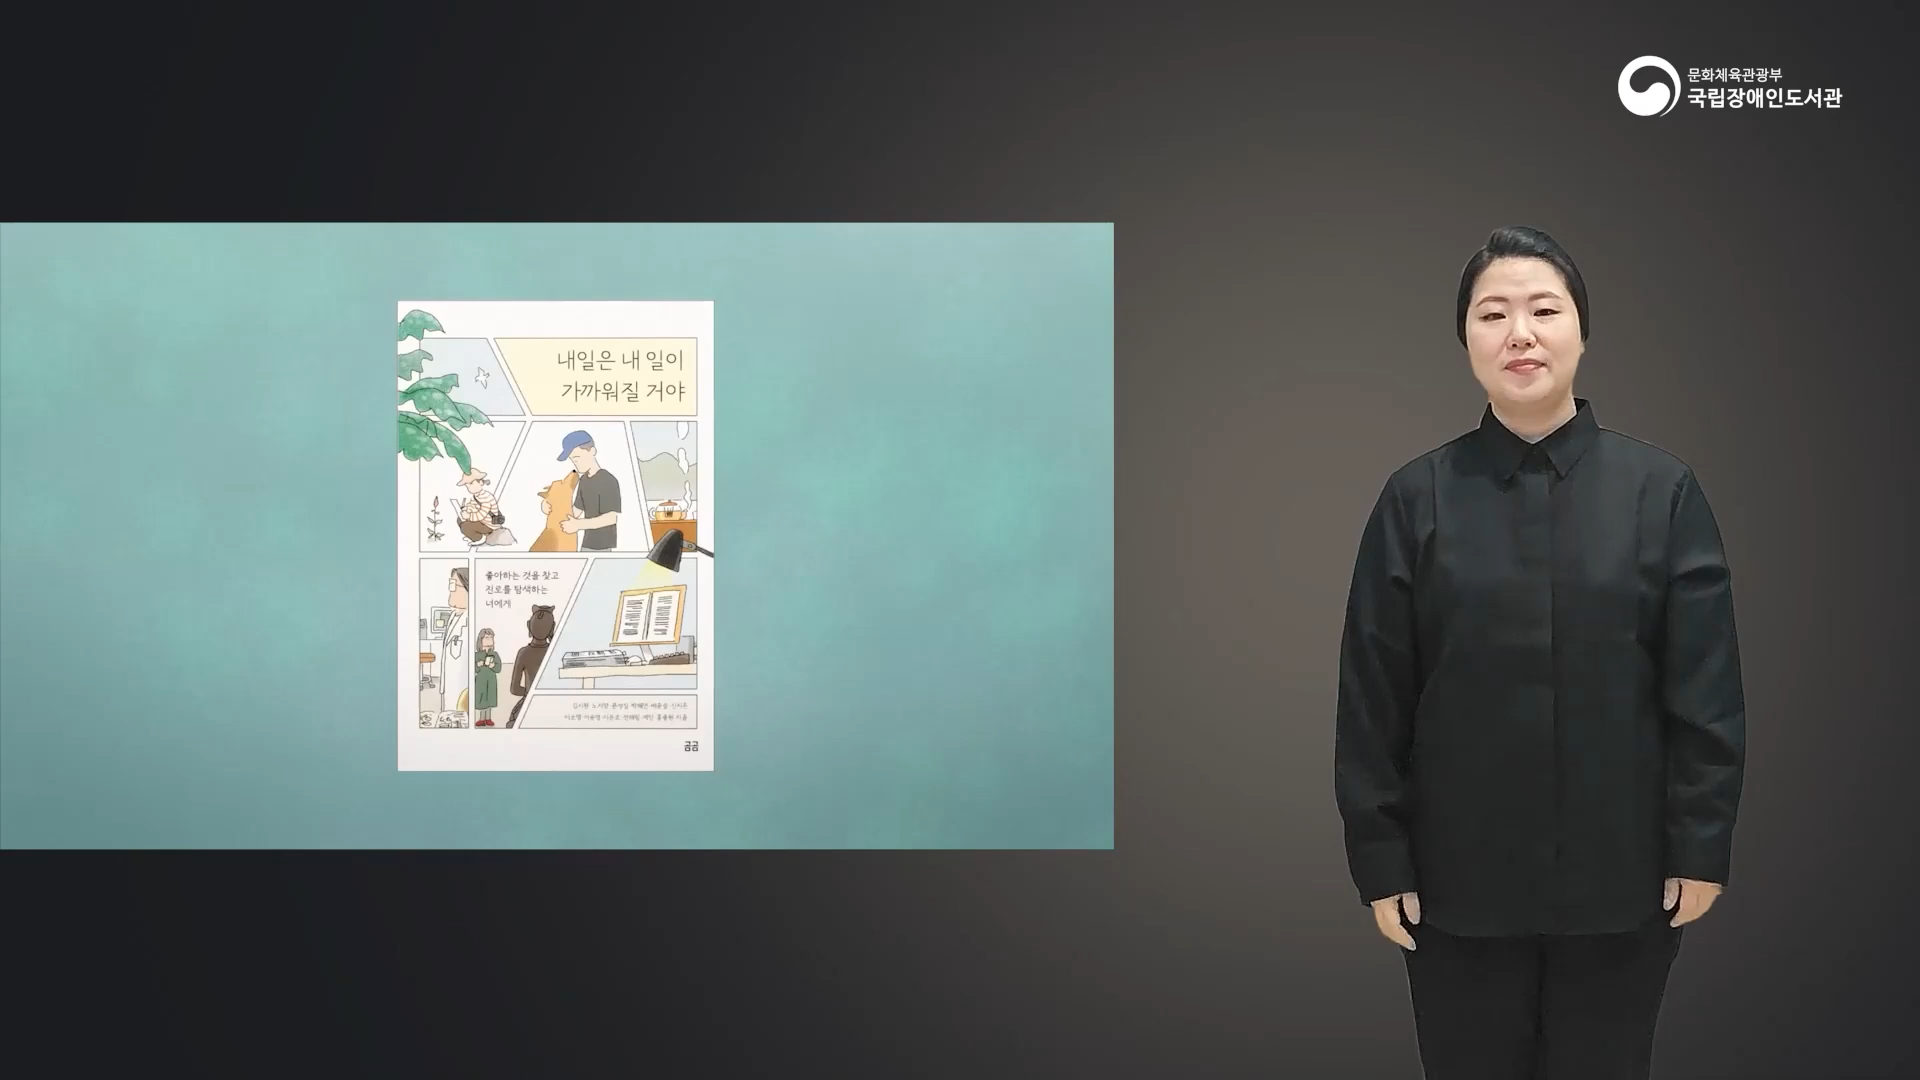 문화체육관광부
국립장애인도서관
내일은 내 일이
가까워질 거야
좋아하는 것을 찾고
진로를 탐색하는
너에게
곰곰